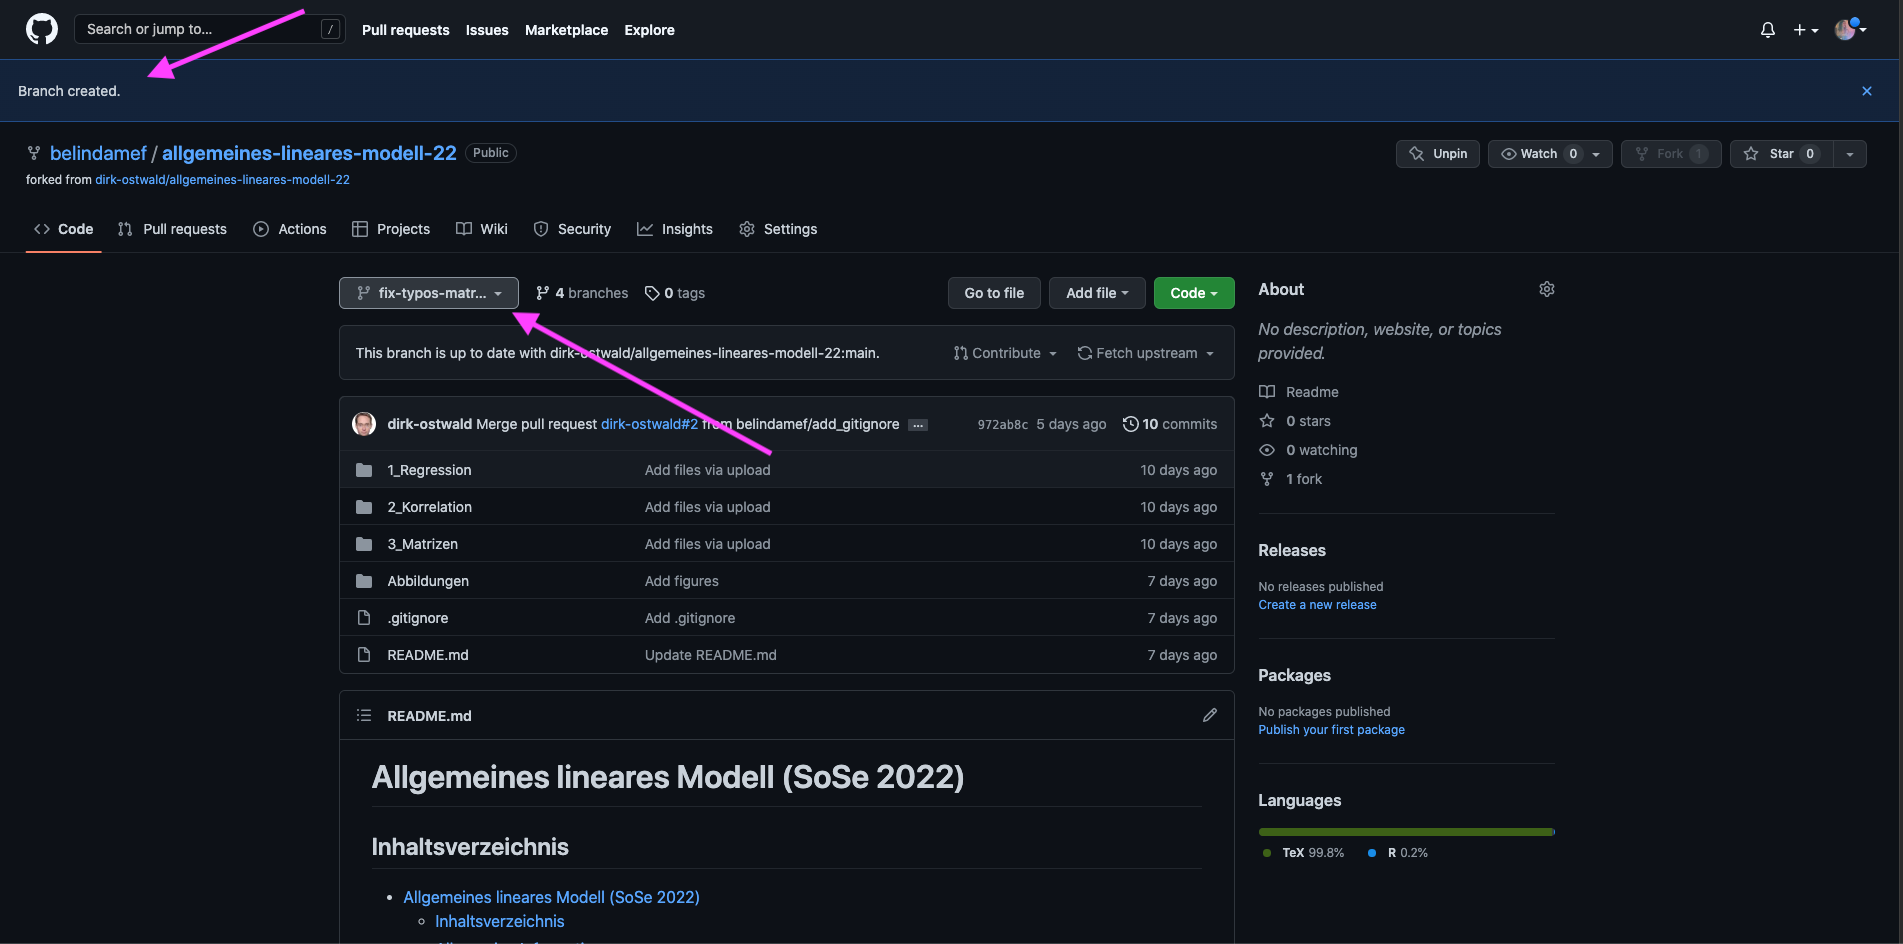 Search or jump to... /
Pull requests Issues Marketplace Explore
Branch created.
belindamef / allgemeines-lineares-modell-22 Public
Unpin Watch 0 Fork 1 Star 0
forked from dirk-ostwald/allgemeines-lineares-modell-22
Code Pull requests Actions Projects Wiki Security Insights Settings
fix-typos-matr... 4 branches 0 tags Go to file Add file Code
This branch is up to date with dirk-ostwald/allgemeines-lineares-modell-22:main. Contribute Fetch upstream
dirk-ostwald Merge pull request dirk-ostwald#2 from belindamef/add_gitignore ... 972ab8c 5 days ago 10 commits
1_Regression Add files via upload 10 days ago
2_Korrelation Add files via upload 10 days ago
3_Matrizen Add files via upload 10 days ago
Abbildungen Add figures 7 days ago
.gitignore Add .gitignore 7 days ago
README.md Update README.md 7 days ago
README.md
Allgemeines lineares Modell (SoSe 2022)
Inhaltsverzeichnis
Allgemeines lineares Modell (SoSe 2022)
Inhaltsverzeichnis
About
No description, website, or topics
provided.
Readme
0 stars
0 watching
1 fork
Releases
No releases published
Create a new release
Packages
No packages published
Publish your first package
Languages
TeX 99.8% R 0.2%